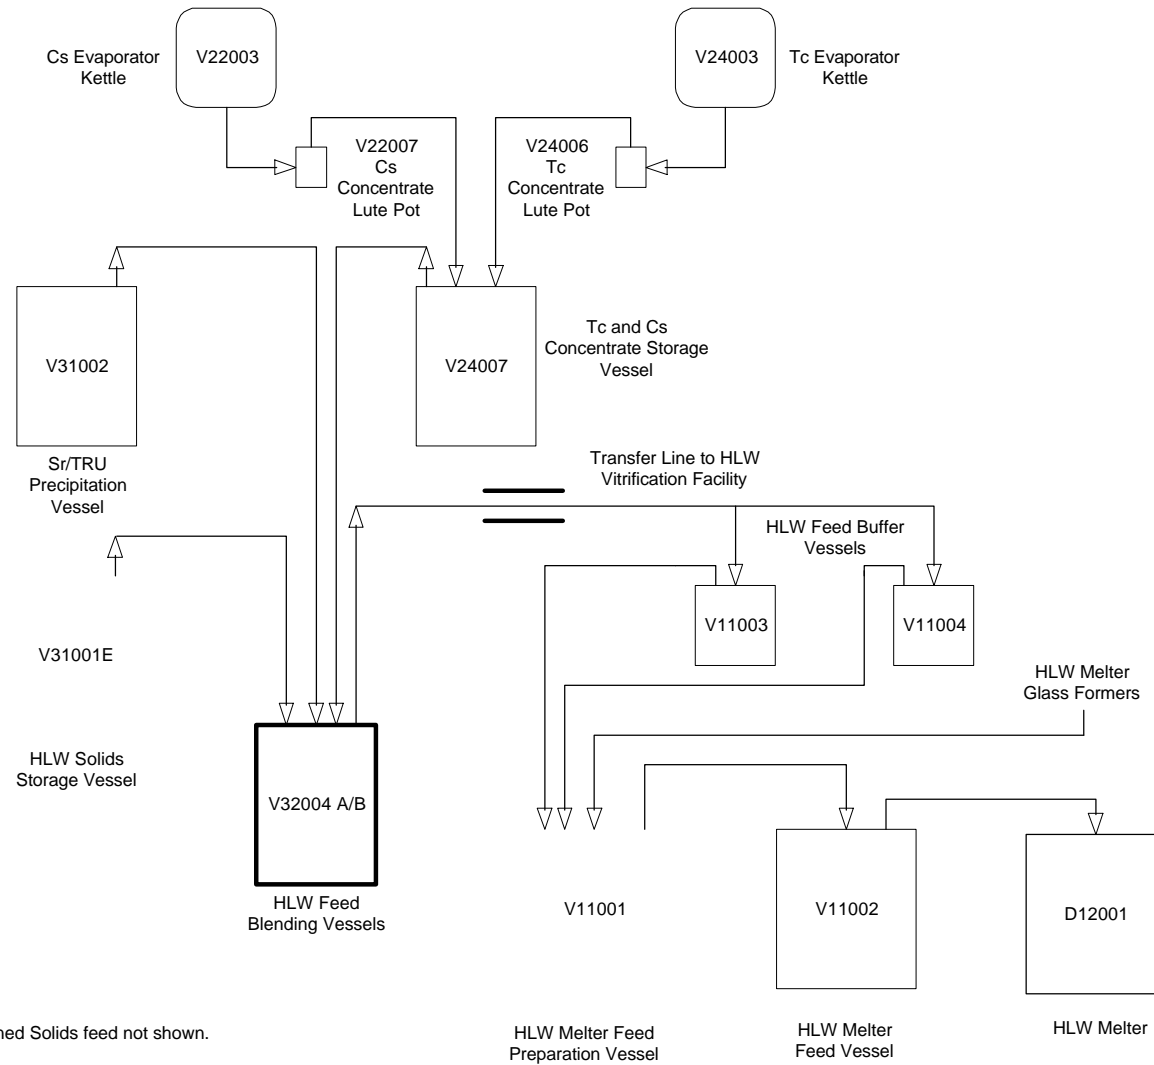 Cs Evaporator
Kettle
V22003
V24003
Tc Evaporator
Kettle
V22007
Cs
Concentrate
Lute Pot
V24006
Tc
Concentrate
Lute Pot
V31002
Sr/TRU
Precipitation
Vessel
V24007
Tc and Cs
Concentrate Storage
Vessel
Transfer Line to HLW
Vitrification Facility
HLW Feed Buffer
Vessels
V11003
V11004
V31001E
HLW Solids
Storage Vessel
HLW Melter
Glass Formers
V32004 A/B
HLW Feed
Blending Vessels
V11001
HLW Melter Feed
Preparation Vessel
V11002
HLW Melter
Feed Vessel
D12001
HLW Melter
Solids feed not shown.